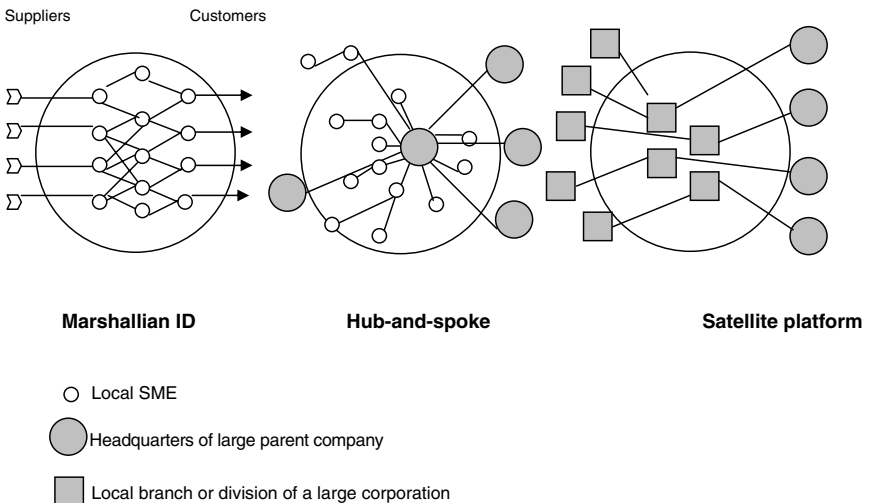 Suppliers Customers
Marshallian ID Hub-and-spoke Satellite platform
Local SME
Headquarters of large parent company
Local branch or division of a large corporation